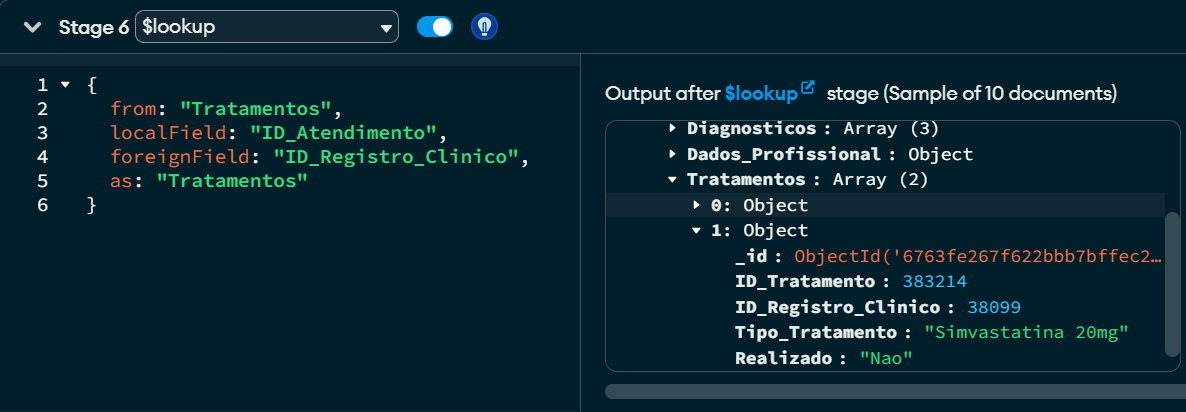 Stage 6 $lookup
1 {
2 from: "Tratamentos",
3 localField: "ID_Atendimento",
4 foreignField: "ID_Registro_Clinico",
5 as: "Tratamentos"
6 }
Output after $lookup stage (Sample of 10 documents)
Diagnosticos : Array (3)
Dados_Profissional : Object
Tratamentos : Array (2)
0: Object
1: Object
_id : ObjectId('6763fe267f622bbb7bffec2…
ID_Tratamento : 383214
ID_Registro_Clinico : 38099
Tipo_Tratamento : "Simvastatina 20mg"
Realizado : "Nao"